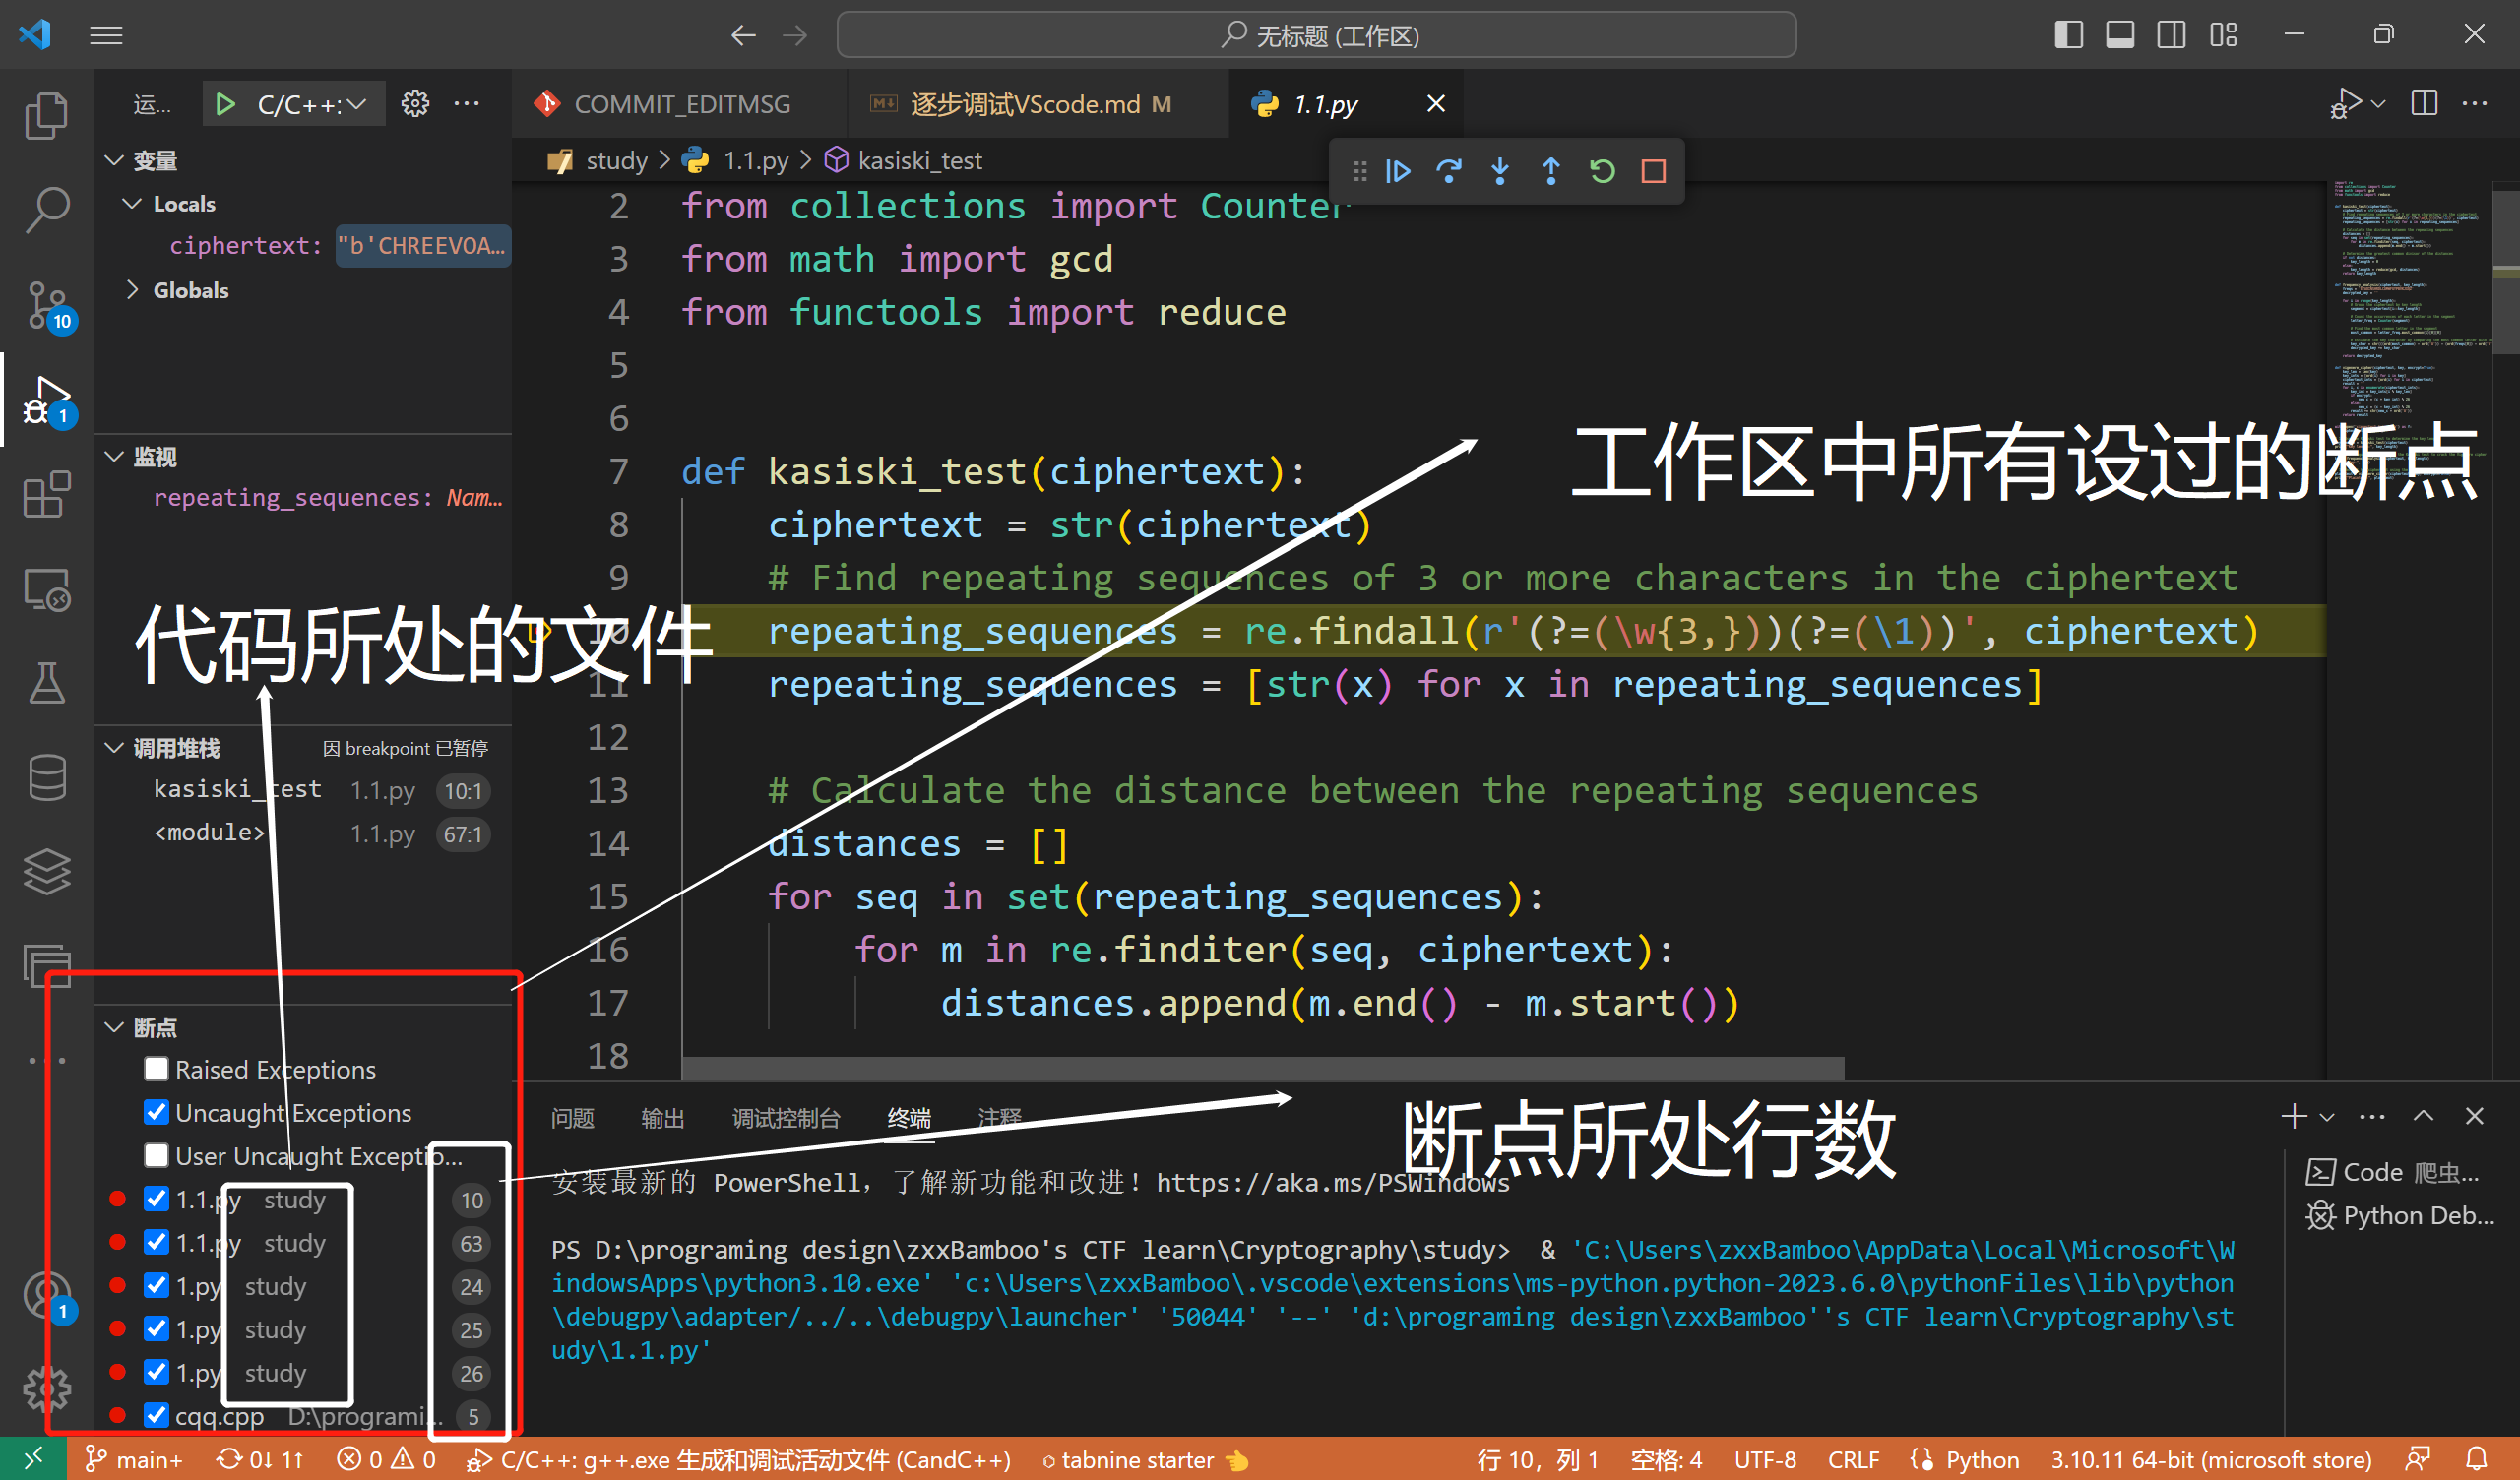 无标题 (工作区)
运... C/C++: ...
COMMIT_EDITMSG
逐步调试VScode.md M
1.1.py
study > 1.1.py > kasiski_test
变量
Locals
ciphertext: "b'CHREEVOA...
Globals
10
1
监视
repeating_sequences: Nam...
代码所处的文件
调用堆栈 因 breakpoint 已暂停
kasiski_test 1.1.py 10:1
<module> 1.1.py 67:1
断点
Raised Exceptions
Uncaught Exceptions
User Uncaught Exceptio...
1.1.py study 10
1.1.py study 63
1.py study 24
1.py study 25
1.py study 26
cqq.cpp D:\programi... 5
1
2 from collections import Counter
3 from math import gcd
4 from functools import reduce
5
6
7 def kasiski_test(ciphertext):
8 ciphertext = str(ciphertext)
9 # Find repeating sequences of 3 or more characters in the ciphertext
10 repeating_sequences = re.findall(r'(?=(\w{3,}))(?=(\1))', ciphertext)
11 repeating_sequences = [str(x) for x in repeating_sequences]
12
13 # Calculate the distance between the repeating sequences
14 distances = []
15 for seq in set(repeating_sequences):
16 for m in re.finditer(seq, ciphertext):
17 distances.append(m.end() - m.start())
18
工作区中所有设过的断点
问题 输出 调试控制台 终端 注释
断点所处行数
安装最新的 PowerShell，了解新功能和改进！https://aka.ms/PSWindows
PS D:\programing design\zxxBamboo's CTF learn\Cryptography\study> & 'C:\Users\zxxBamboo\AppData\Local\Microsoft\W
indowsApps\python3.10.exe' 'c:\Users\zxxBamboo\.vscode\extensions\ms-python.python-2023.6.0\pythonFiles\lib\python
\debugpy\adapter/../..\debugpy\launcher' '50044' '--' 'd:\programing design\zxxBamboo''s CTF learn\Cryptography\st
udy\1.1.py'
Code 爬虫...
Python Deb...
main+ 0↓ 1↑ 0 0 C/C++: g++.exe 生成和调试活动文件 (CandC++) tabnine starter 行 10，列 1 空格: 4 UTF-8 CRLF Python 3.10.11 64-bit (microsoft store)